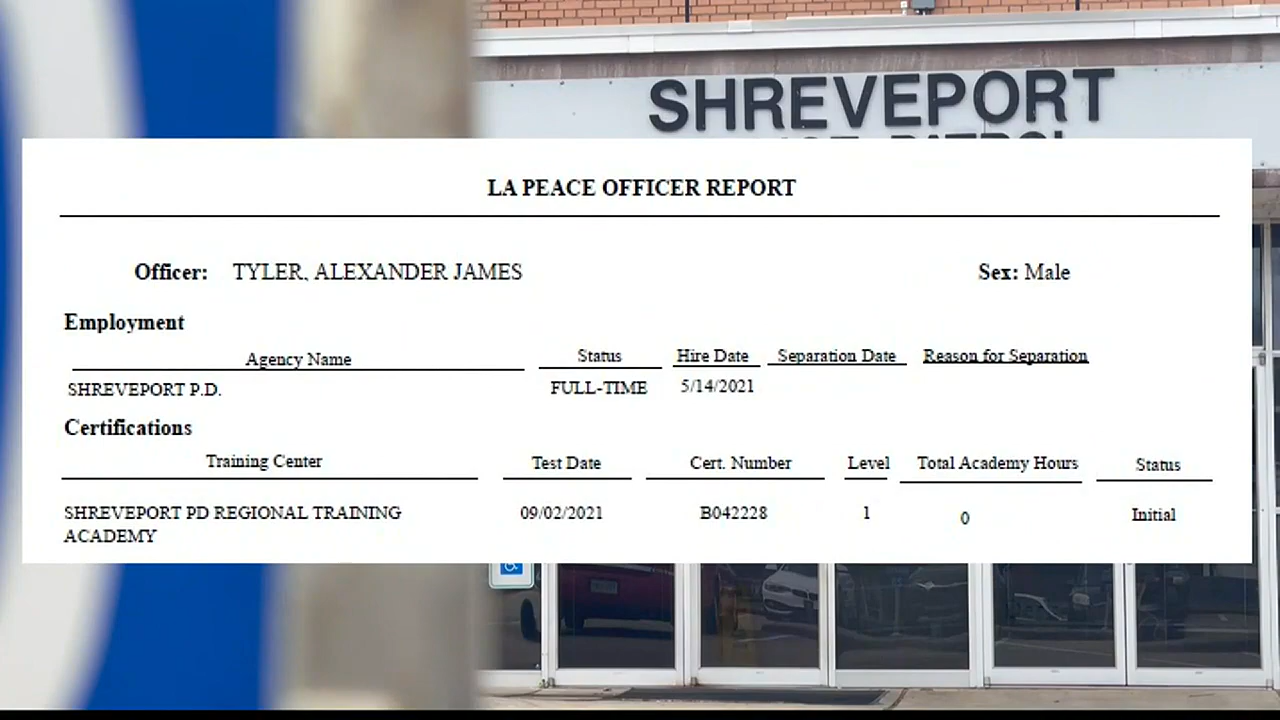 SHREVEPORT
LA PEACE OFFICER REPORT
Officer: TYLER, ALEXANDER JAMES Sex: Male
Employment
Agency Name Status Hire Date Separation Date Reason for Separation
SHREVEPORT P.D. FULL-TIME 5/14/2021
Certifications
Training Center Test Date Cert. Number Level Total Academy Hours Status
SHREVEPORT PD REGIONAL TRAINING 09/02/2021 B042228 1 0 Initial
ACADEMY